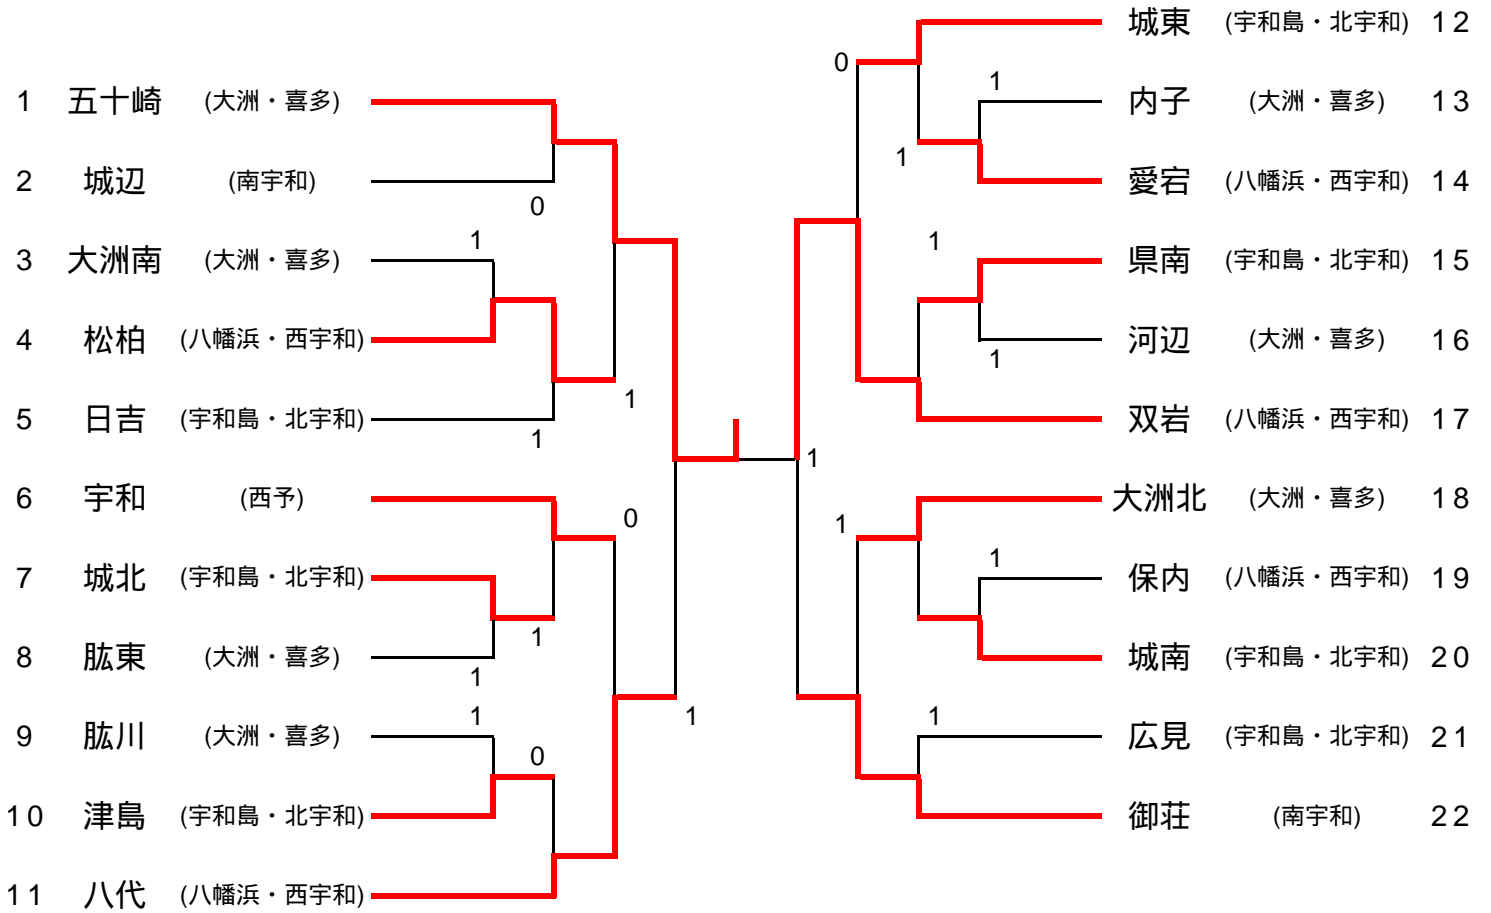 1 五十崎 (大洲・喜多)
2 城辺 (南宇和)
0
3 大洲南 (大洲・喜多)
1
4 松柏 (八幡浜・西宇和)
1
5 日吉 (宇和島・北宇和)
1
6 宇和 (西予)
0
7 城北 (宇和島・北宇和)
1
8 肱東 (大洲・喜多)
1
9 肱川 (大洲・喜多)
1
0
1
10 津島 (宇和島・北宇和)
11 八代 (八幡浜・西宇和)
城東 (宇和島・北宇和) 12
0
1
内子 (大洲・喜多) 13
1
愛宕 (八幡浜・西宇和) 14
1
県南 (宇和島・北宇和) 15
河辺 (大洲・喜多) 16
1
双岩 (八幡浜・西宇和) 17
1
大洲北 (大洲・喜多) 18
1
1
保内 (八幡浜・西宇和) 19
城南 (宇和島・北宇和) 20
1
広見 (宇和島・北宇和) 21
御荘 (南宇和) 22